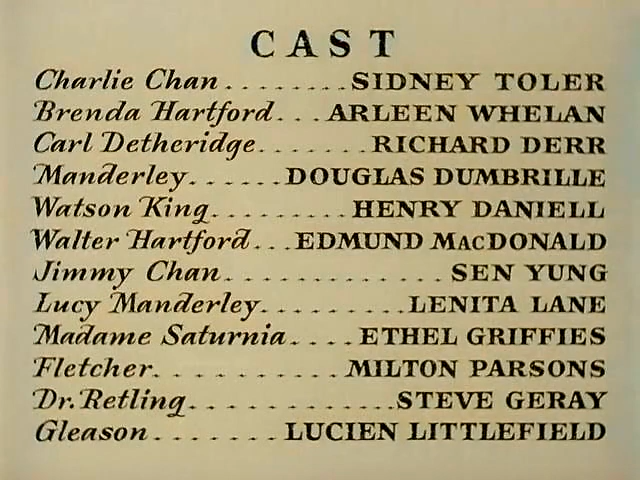 CAST
Charlie Chan ........ SIDNEY TOLER
Brenda Hartford ... ARLEEN WHELAN
Carl Detheridge ....... RICHARD DERR
Manderley ...... DOUGLAS DUMBRILLE
Watson King ......... HENRY DANIELL
Walter Hartford ... EDMUND MACDONALD
Jimmy Chan ............. SEN YUNG
Lucy Manderley ......... LENITA LANE
Madame Saturnia .... ETHEL GRIFFIES
Fletcher ........... MILTON PARSONS
Dr. Retling ............ STEVE GERAY
Gleason ....... LUCIEN LITTLEFIELD